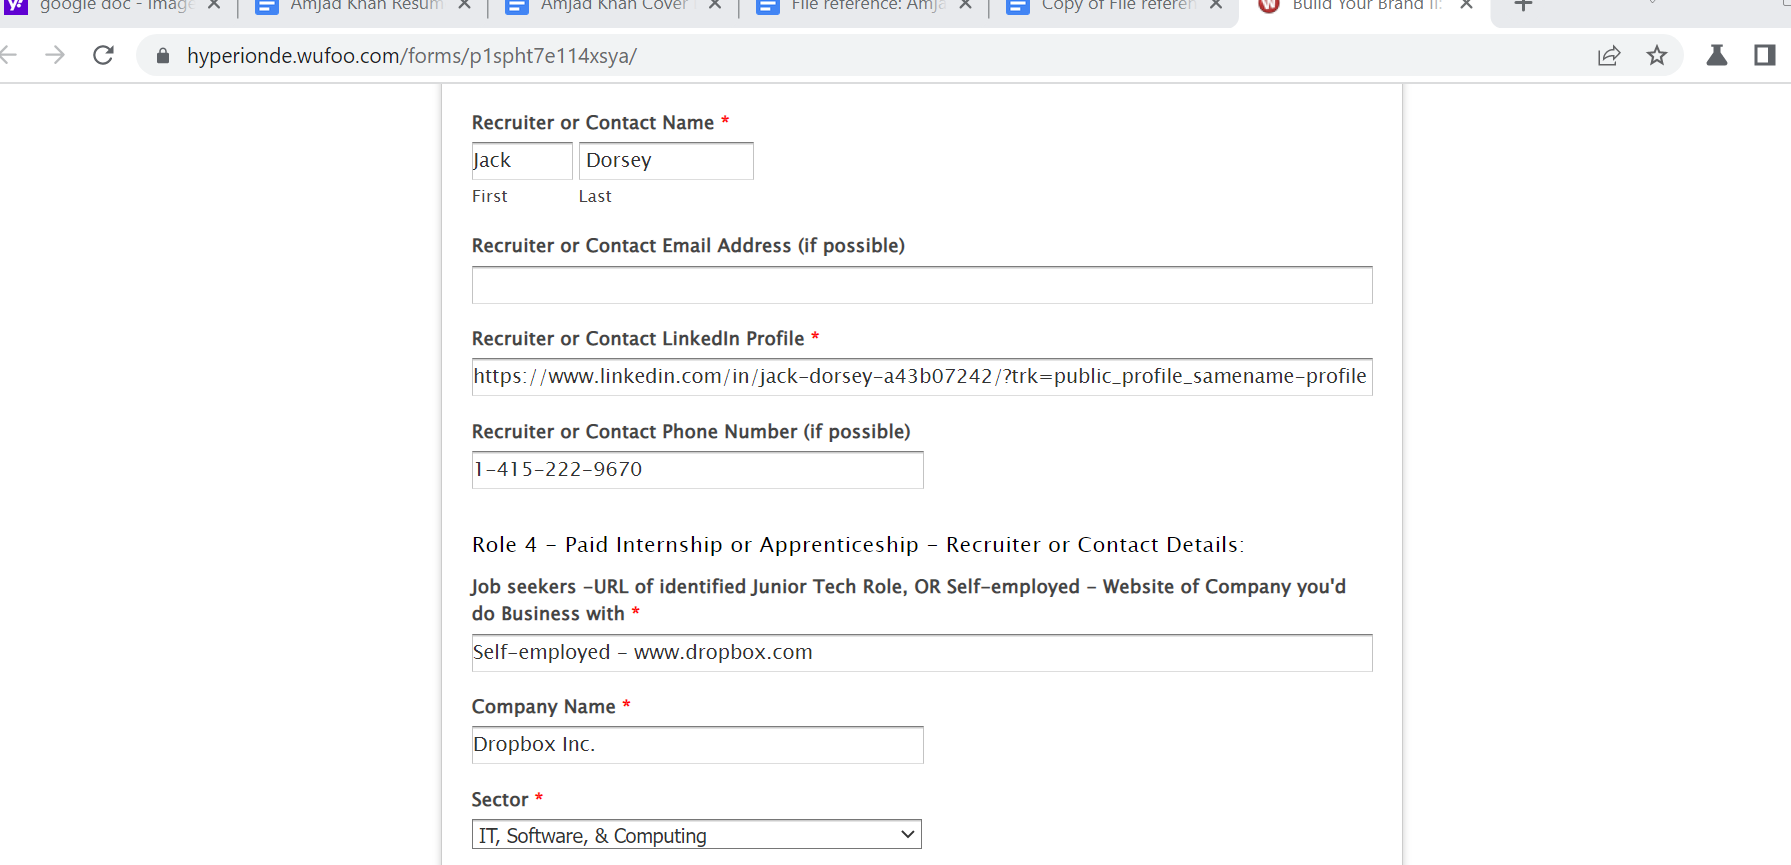 google doc - Image
Amjad Khan Resum
Amjad Khan Cover
File reference: Amja
Copy of File referen
Build Your Brand II:
hyperionde.wufoo.com/forms/p1spht7e114xsya/
Recruiter or Contact Name *
Jack Dorsey
First Last
Recruiter or Contact Email Address (if possible)
Recruiter or Contact LinkedIn Profile *
https://www.linkedin.com/in/jack-dorsey-a43b07242/?trk=public_profile_samename-profile
Recruiter or Contact Phone Number (if possible)
1-415-222-9670
Role 4 - Paid Internship or Apprenticeship - Recruiter or Contact Details:
Job seekers -URL of identified Junior Tech Role, OR Self-employed - Website of Company you'd
do Business with *
Self-employed - www.dropbox.com
Company Name *
Dropbox Inc.
Sector *
IT, Software, & Computing